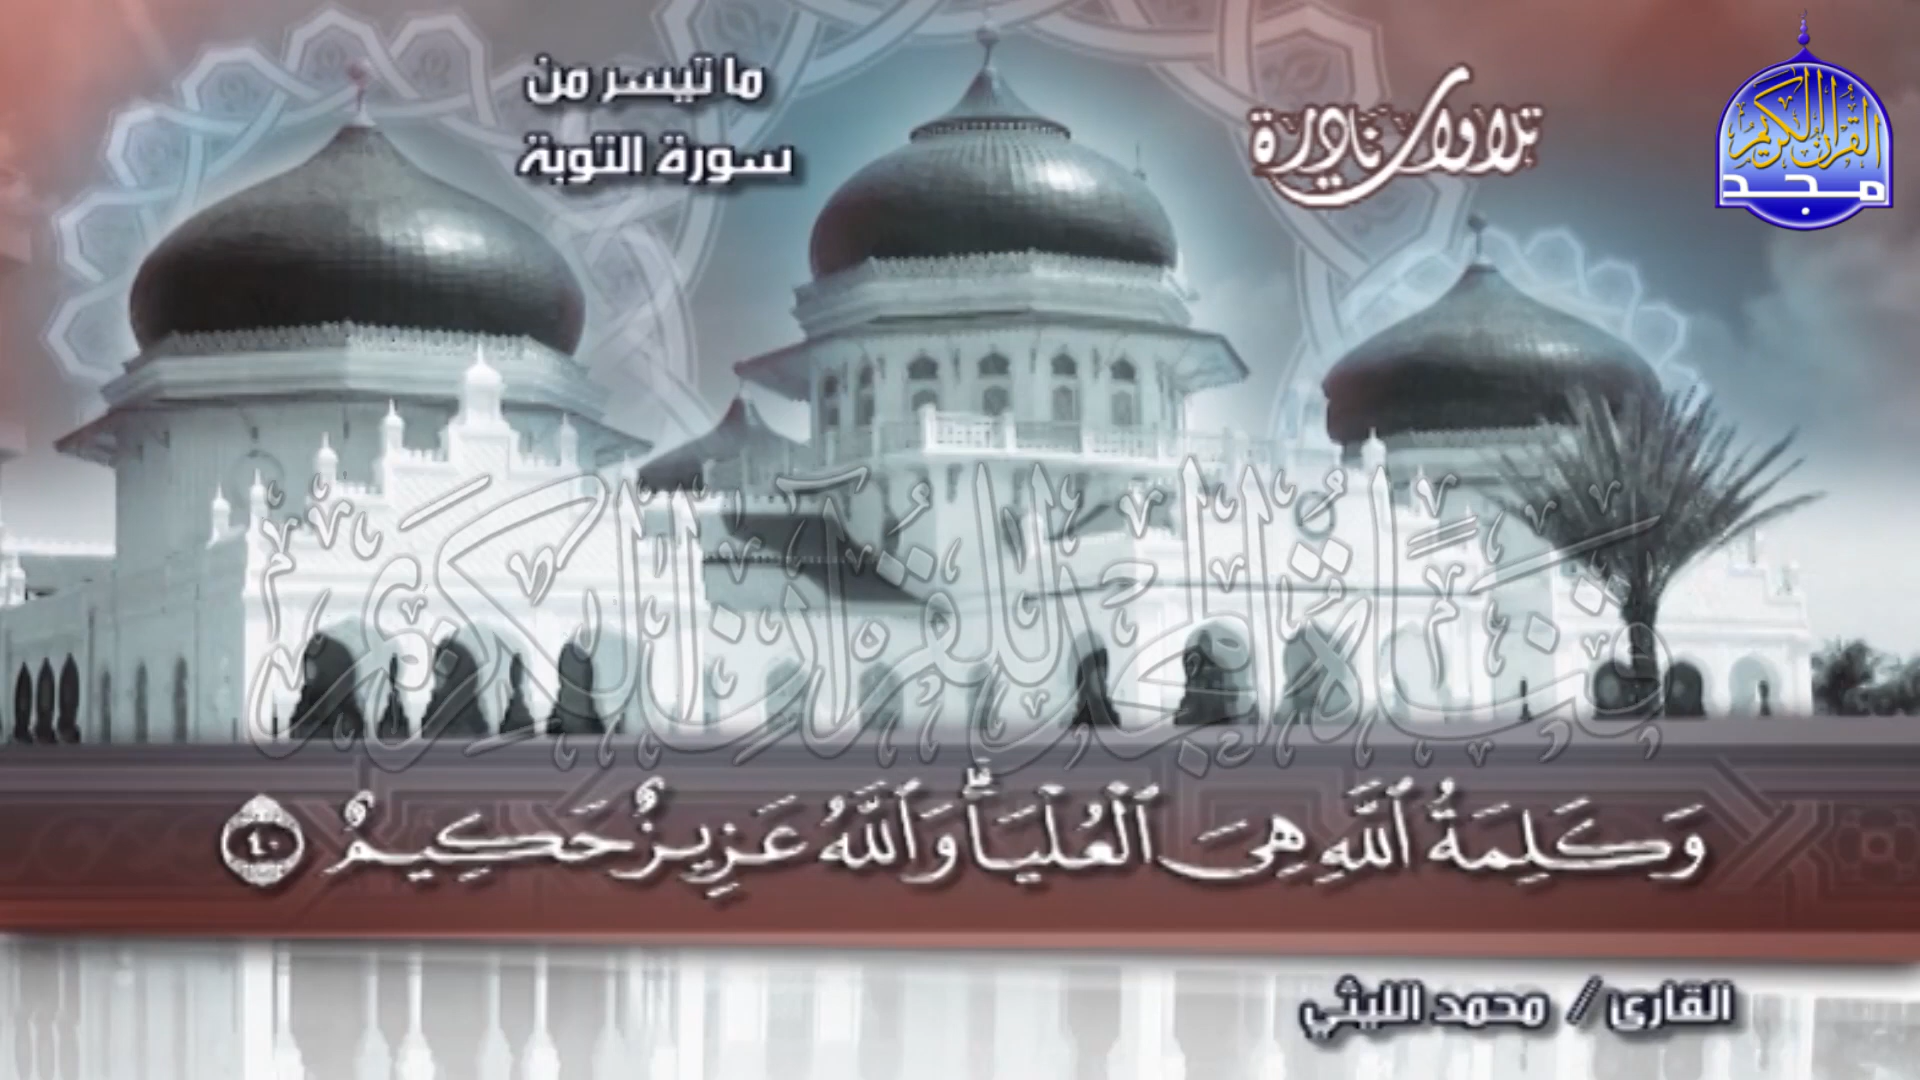 ما تيسر من
سورة التوبة
تلاوات نادرة
القرآن الكريم
مجد
قناة المجد للقرآن الكريم
وَكَلِمَةُ ٱللَّهِ هِىَ ٱلْعُلْيَاۗ وَٱللَّهُ عَزِيزٌ حَكِيمٌ ٤٠
القارئ / محمد الليثي